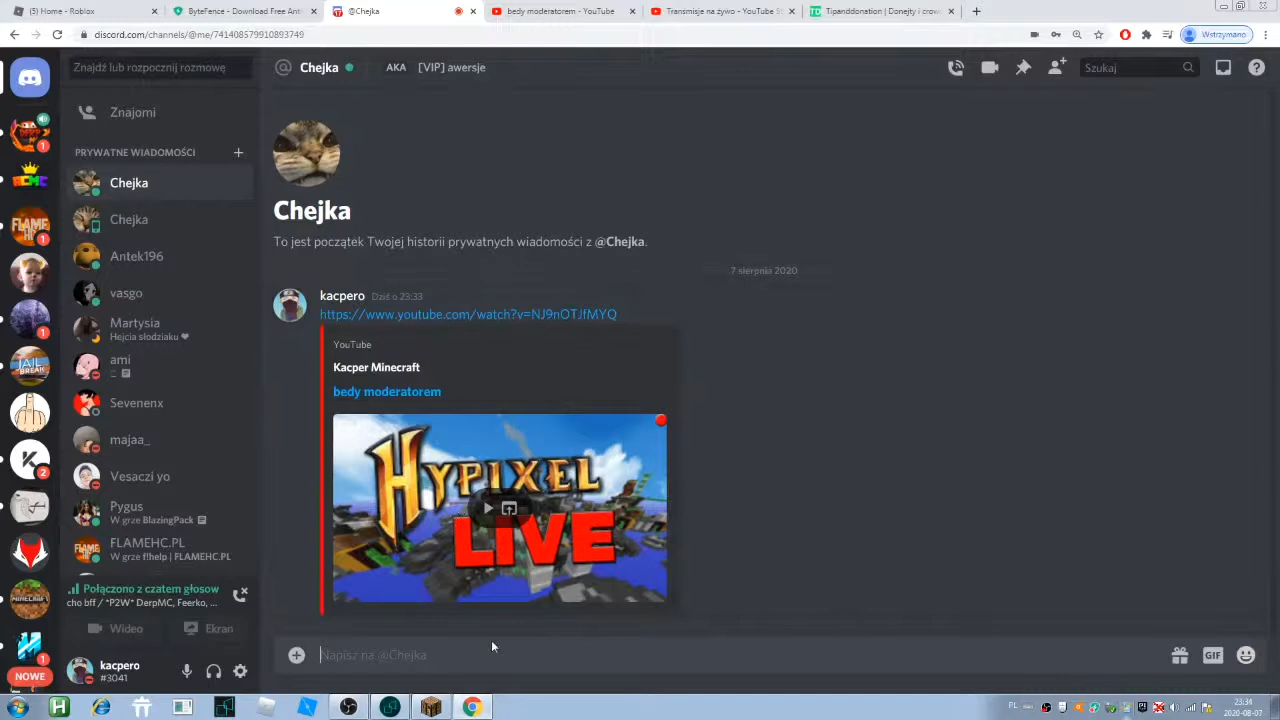 (3) Home - Roblox
ByteFence - Download Free Anti
@Chejka
bedy moderatorem - YouTube
Transmisje na żywo - YouTube St
Tipanddonation | Donejty i crow
discord.com/channels/@me/741408579910893749
Wstrzymano
Znajdź lub rozpocznij rozmowę
Chejka
AKA
[VIP] awersje
Szukaj
Znajomi
PRYWATNE WIADOMOŚCI
Chejka
Chejka
Antek196
vasgo
Martysia
Hejcia słodziaku
ami
Sevenenx
majaa_
Vesaczi yo
Pygus
W grze BlazingPack
FLAMEHC.PL
W grze f!help | FLAMEHC.PL
Połączono z czatem głosow
cho bff / *P2W* DerpMC, Feerko, ...
Wideo
Ekran
kacpero
#3041
NOWE
Chejka
To jest początek Twojej historii prywatnych wiadomości z @Chejka.
7 sierpnia 2020
kacpero Dziś o 23:33
https://www.youtube.com/watch?v=NJ9nOTJfMYQ
YouTube
Kacper Minecraft
bedy moderatorem
HYPIXEL
LIVE
Napisz na @Chejka
GIF
PL
23:34
2020-08-07